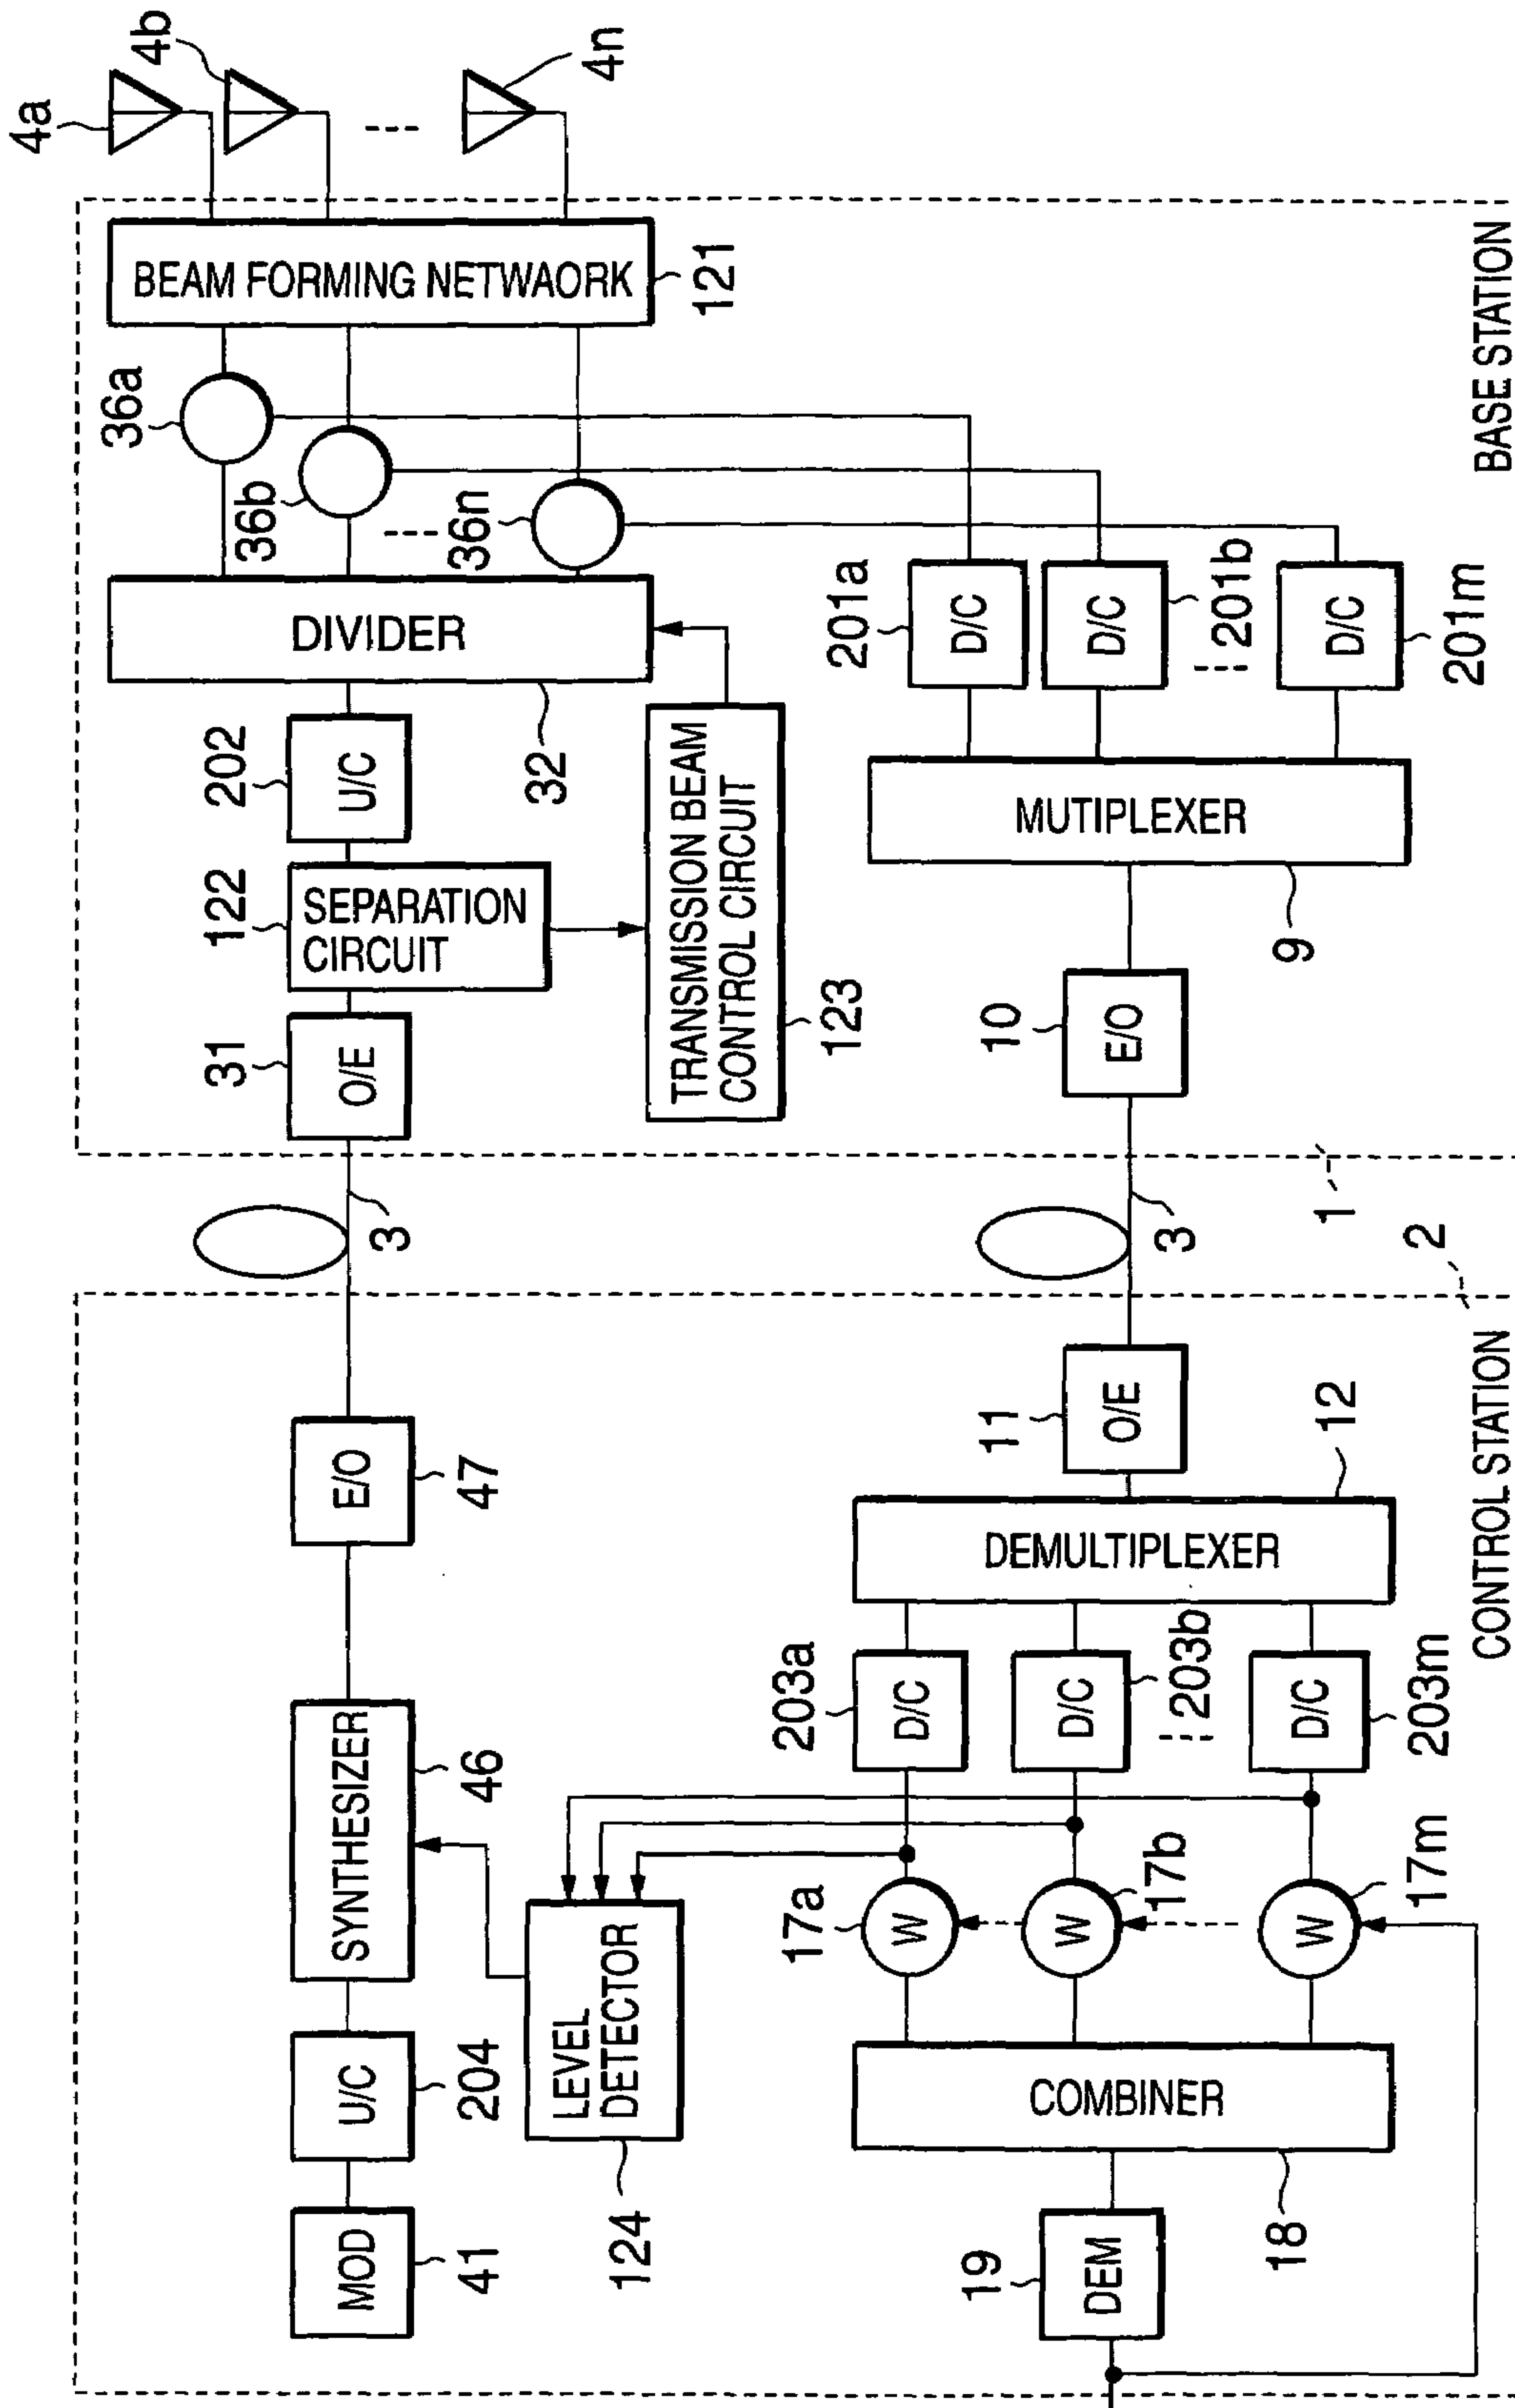 4a
4b
4n
BEAM FORMING NETWAORK
121
36a
36b
36n
DIVIDER
32
202
U/C
122
SEPARATION
CIRCUIT
31
O/E
TRANSMISSION BEAM
CONTROL CIRCUIT
123
201a
D/C
D/C
201b
D/C
201m
MUTIPLEXER
9
10
E/O
BASE STATION
1
3
3
2
CONTROL STATION
E/O
47
SYNTHESIZER
46
U/C
204
MOD
41
LEVEL
DETECTOR
124
11
O/E
12
DEMULTIPLEXER
203a
D/C
D/C
203b
D/C
203m
17a
W
W
17b
W
17m
COMBINER
18
19
DEM